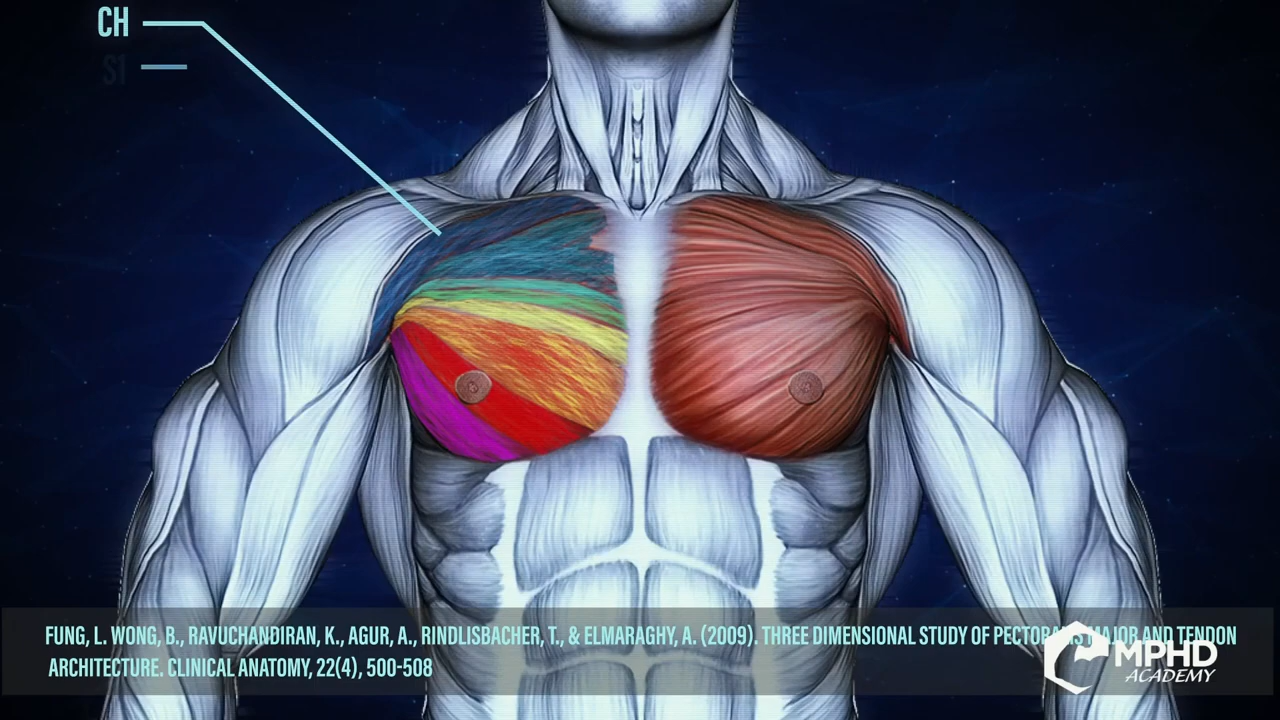 CH
S1
FUNG, L. WONG, B., RAVUCHANDIRAN, K., AGUR, A., RINDLISBACHER, T., & ELMARAGHY, A. (2009). THREE DIMENSIONAL STUDY OF PECTORALIS MAJOR AND TENDON
ARCHITECTURE. CLINICAL ANATOMY, 22(4), 500-508
MPHD
ACADEMY